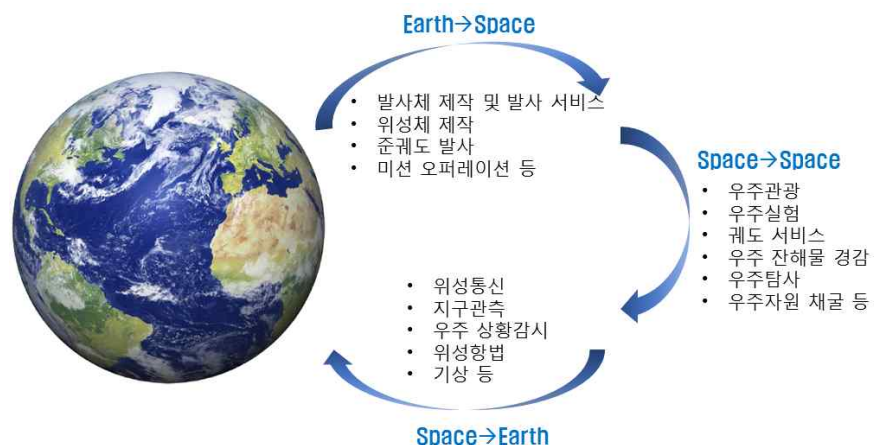 Earth→Space
• 발사체 제작 및 발사 서비스
• 위성체 제작
• 준궤도 발사
• 미션 오퍼레이션 등
Space→Space
• 우주관광
• 우주실험
• 궤도 서비스
• 우주 잔해물 경감
• 우주탐사
• 우주자원 채굴 등
• 위성통신
• 지구관측
• 우주 상황감시
• 위성항법
• 기상 등
Space→Earth